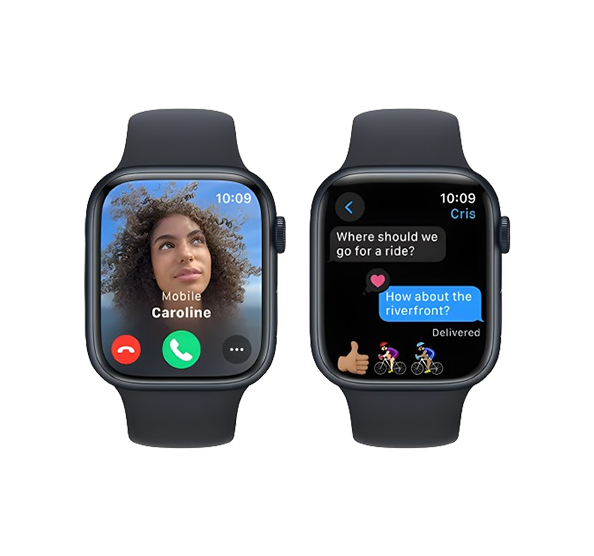 10:09
Mobile
Caroline
10:09
Cris
Where should we
go for a ride?
How about the
riverfront?
Delivered